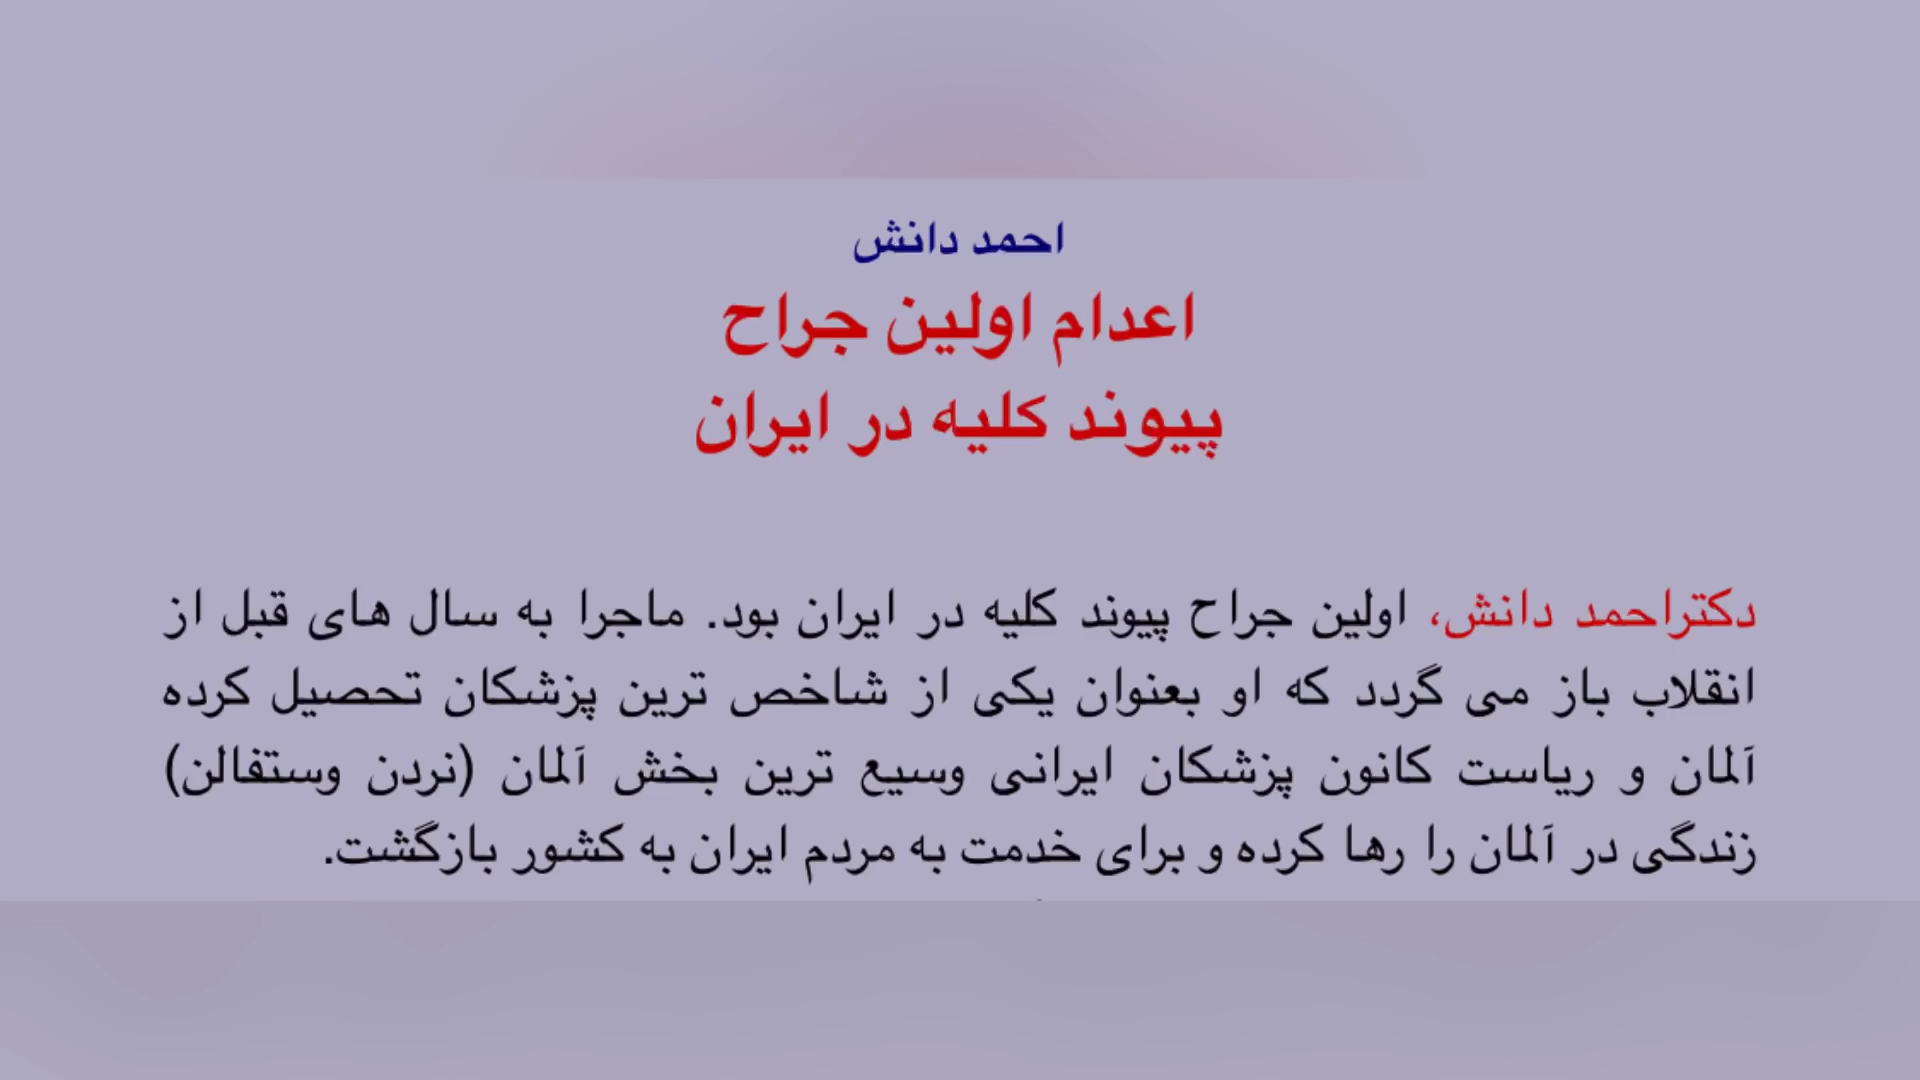 احمد دانش
اعدام اولین جراح
پیوند کلیه در ایران
دکتراحمد دانش، اولین جراح پیوند کلیه در ایران بود. ماجرا به سال های قبل از
انقلاب باز می گردد که او بعنوان یکی از شاخص ترین پزشکان تحصیل کرده
آلمان و ریاست کانون پزشکان ایرانی وسیع ترین بخش آلمان (نردن وستفالن)
زندگی در آلمان را رها کرده و برای خدمت به مردم ایران به کشور بازگشت.